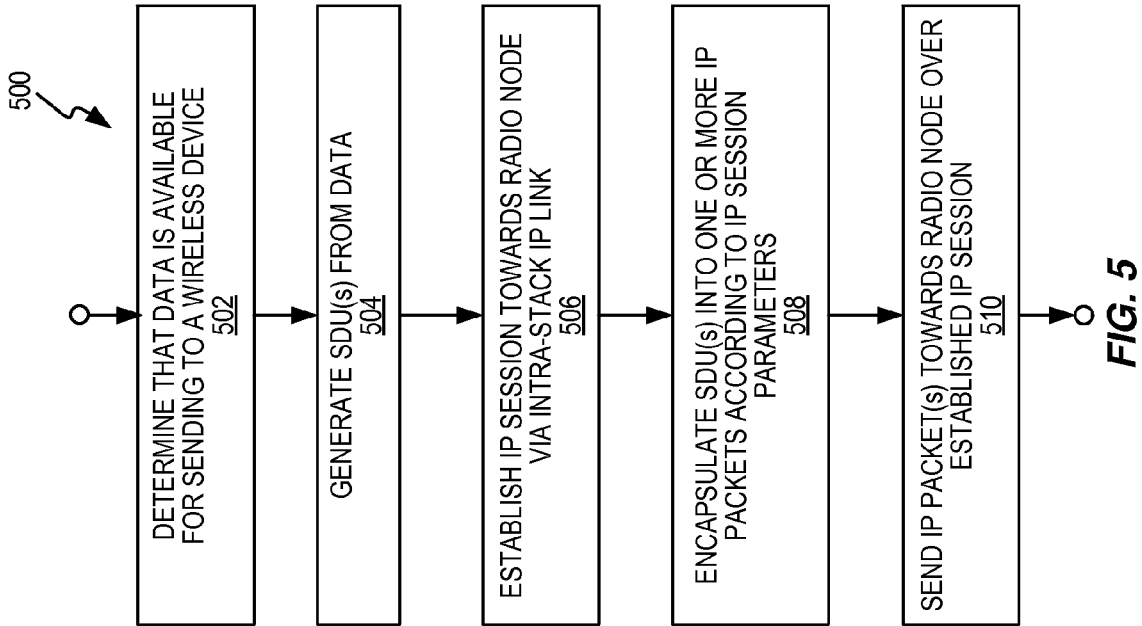 500
DETERMINE THAT DATA IS AVAILABLE
FOR SENDING TO A WIRELESS DEVICE
502
GENERATE SDU(s) FROM DATA
504
ESTABLISH IP SESSION TOWARDS RADIO NODE
VIA INTRA-STACK IP LINK
506
ENCAPSULATE SDU(s) INTO ONE OR MORE IP
PACKETS ACCORDING TO IP SESSION
PARAMETERS
508
SEND IP PACKET(s) TOWARDS RADIO NODE OVER
ESTABLISHED IP SESSION
510
FIG. 5